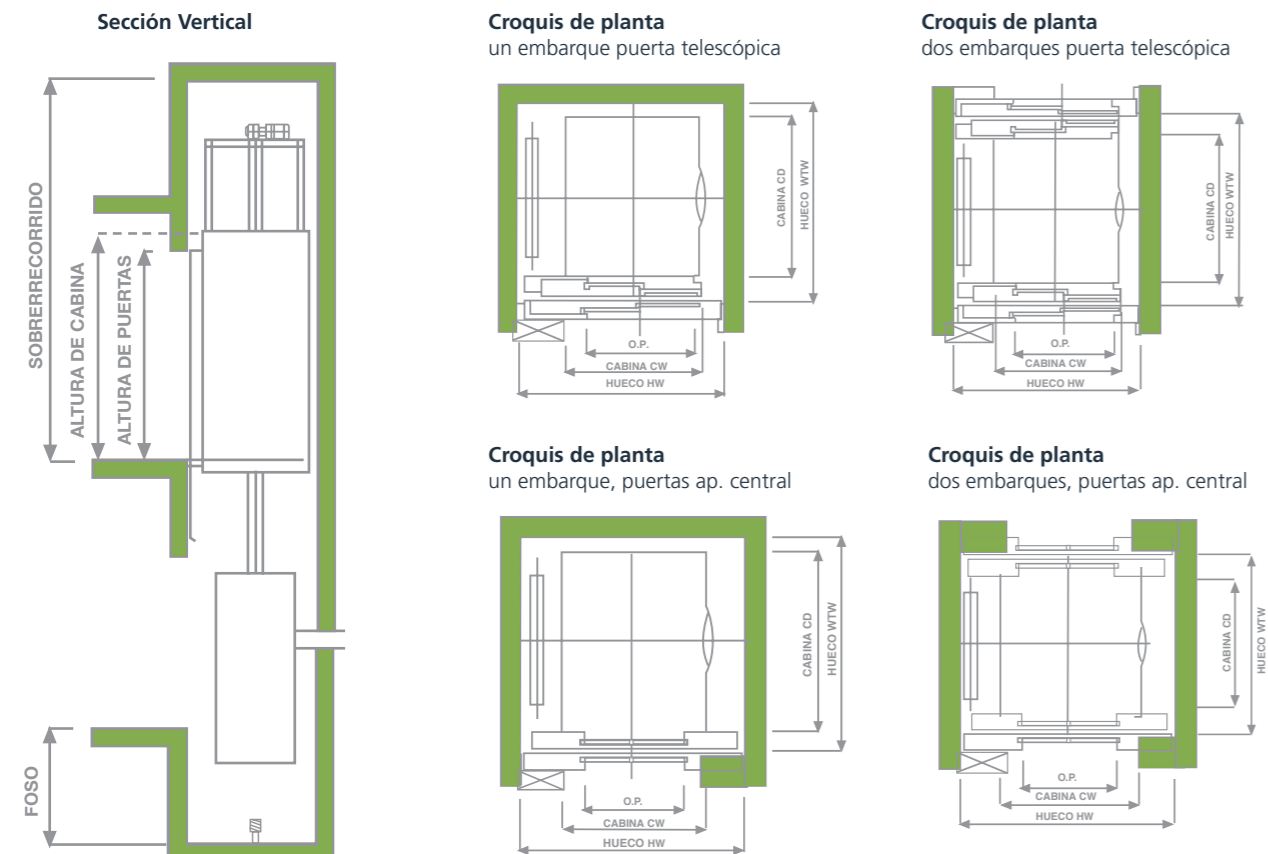 Sección Vertical
SOBRERRECORRIDO
ALTURA DE CABINA
ALTURA DE PUERTAS
FOSO
Croquis de planta
un embarque puerta telescópica
CABINA CD
HUECO WTW
O.P.
CABINA CW
HUECO HW
Croquis de planta
dos embarques puerta telescópica
CABINA CD
HUECO WTW
O.P.
CABINA CW
HUECO HW
Croquis de planta
un embarque, puertas ap. central
CABINA CD
HUECO WTW
O.P.
CABINA CW
HUECO HW
Croquis de planta
dos embarques, puertas ap. central
CABINA CD
HUECO WTW
O.P.
CABINA CW
HUECO HW